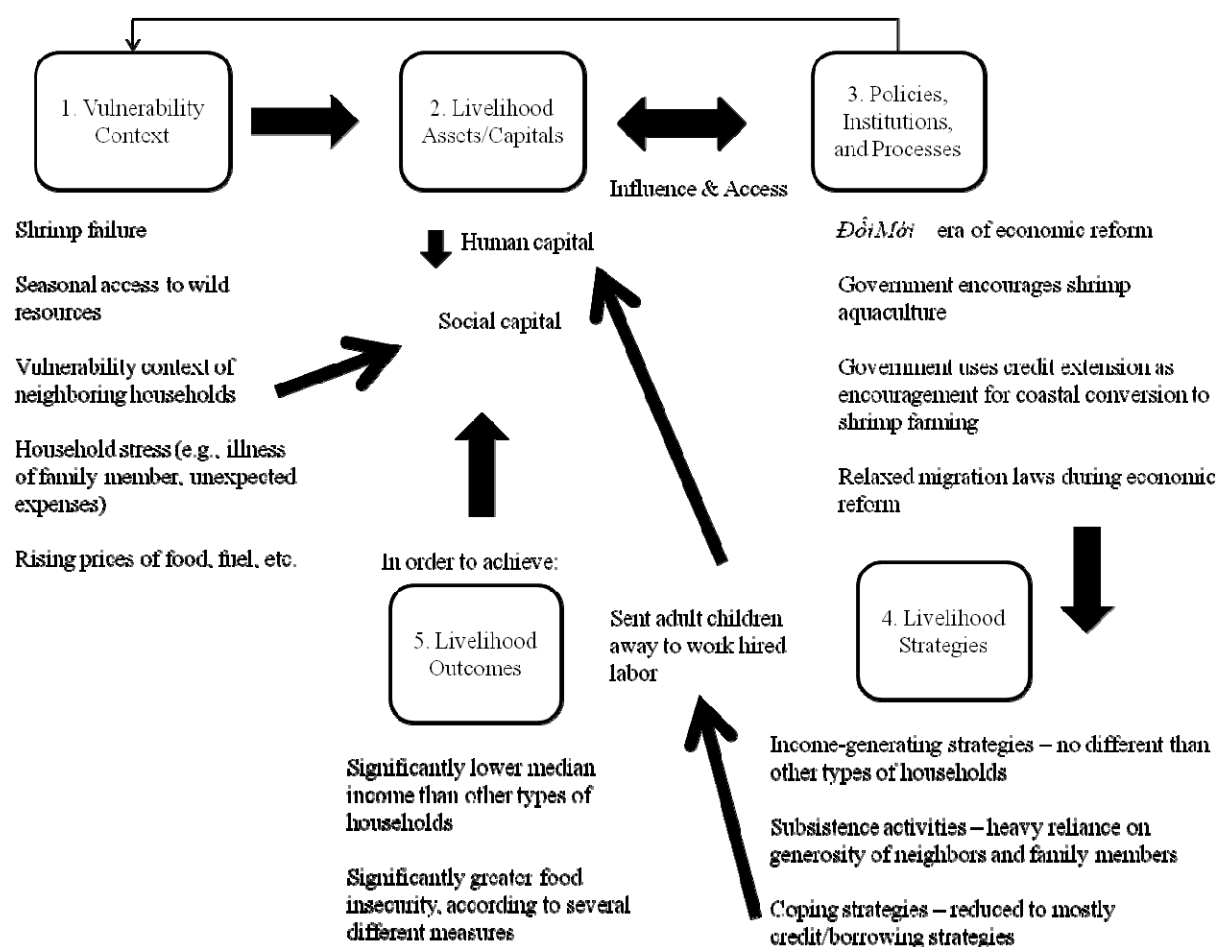 1. Vulnerability
Context
2. Livelihood
Assets/Capitals
3. Policies,
Institutions,
and Processes
Influence & Access
Shrimp failure
Seasonal access to wild
resources
Vulnerability context of
neighboring households
Household stress (e.g., illness
of family member, unexpected
expenses)
Rising prices of food, fuel, etc.
Human capital
Social capital
ĐổiMới era of economic reform
Government encourages shrimp
aquaculture
Government uses credit extension as
encouragement for coastal conversion to
shrimp farming
Relaxed migration laws during economic
reform
In order to achieve:
5. Livelihood
Outcomes
Sent adult children
away to work hired
labor
4. Livelihood
Strategies
Significantly lower median
income than other types of
households
Significantly greater food
insecurity, according to several
different measures
Income-generating strategies – no different than
other types of households
Subsistence activities – heavy reliance on
generosity of neighbors and family members
Coping strategies – reduced to mostly
credit/borrowing strategies